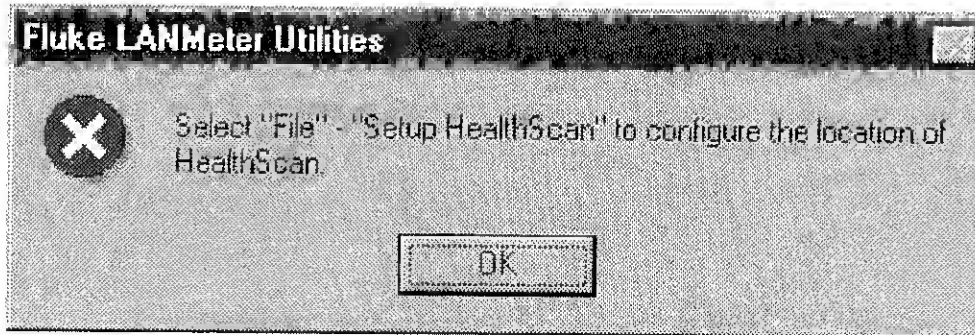 Fluke LANMeter Utilities
Select "File" - "Setup HealthScan" to configure the location of
HealthScan.
OK